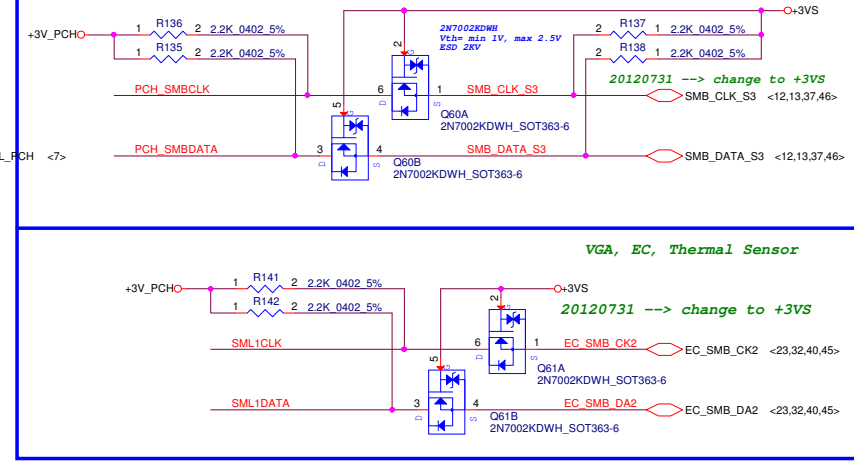 +3VS
+3V_PCH
1 R136 2 2.2K_0402_5%
1 R135 2 2.2K_0402_5%
2
2N7002KDWH
Vth= min 1V, max 2.5V
ESD 2KV
2 R137 1 2.2K_0402_5%
2 R138 1 2.2K_0402_5%
20120731 --> change to +3VS
PCH_SMBCLK 6 1 SMB_CLK_S3 SMB_CLK_S3 <12,13,37,46>
D S
5
Q60A
2N7002KDWH_SOT363-6
L_PCH <7>
PCH_SMBDATA 3 4 SMB_DATA_S3 SMB_DATA_S3 <12,13,37,46>
D S
Q60B
2N7002KDWH_SOT363-6
VGA, EC, Thermal Sensor
+3V_PCH
1 R141 2 2.2K_0402_5%
1 R142 2 2.2K_0402_5%
+3VS
2
20120731 --> change to +3VS
SML1CLK 6 1 EC_SMB_CK2 EC_SMB_CK2 <23,32,40,45>
D S
5
Q61A
2N7002KDWH_SOT363-6
SML1DATA 3 4 EC_SMB_DA2 EC_SMB_DA2 <23,32,40,45>
D S
Q61B
2N7002KDWH_SOT363-6